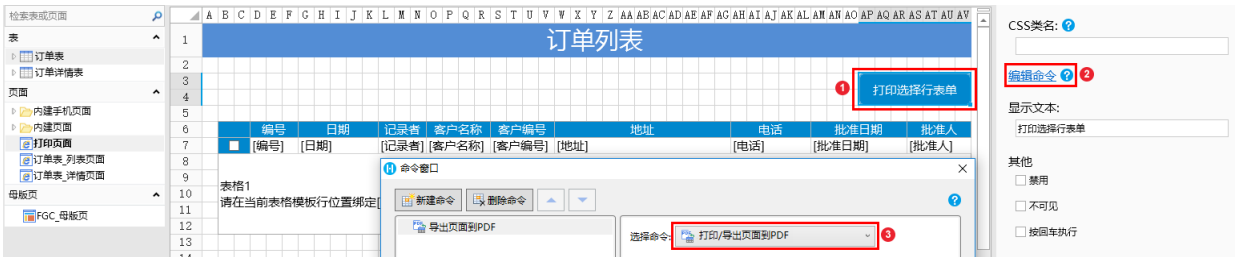 检索表或页面
表
订单表
订单详情表
页面
内建手机页面
内建页面
打印页面
订单表_列表页面
订单表_详情页面
母版页
FGC_母版页
A B C D E F G H I J K L M N O P Q R S T U V W X Y Z AA AB AC AD AE AF AG AH AI AJ AK AL AM AN AO AP AQ AR AS AT AU AV
1 订单列表
2
3
4
1 打印选择行表单
5
6 编号 日期 记录者 客户名称 客户编号 地址 电话 批准日期 批准人
7 [编号] [日期] [记录者] [客户名称] [客户编号] [地址] [电话] [批准日期] [批准人]
8
9
表格1
10
请在当前表格模板行位置绑定[
11
12
13
命令窗口
新建命令 删除命令
导出页面到PDF
选择命令: 打印/导出页面到PDF 3
CSS类名:
编辑命令 2
显示文本:
打印选择行表单
其他
禁用
不可见
按回车执行